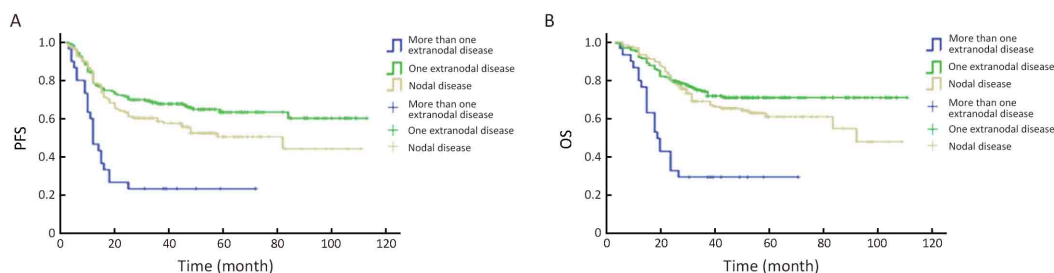 A
1.0
0.8
0.6
0.4
0.2
0
PFS
0 20 40 60 80 100 120
Time (month)
More than one
extranodal disease
One extranodal disease
Nodal disease
More than one
extranodal disease
One extranodal disease
Nodal disease
B
1.0
0.8
0.6
0.4
0.2
0
OS
0 20 40 60 80 100 120
Time (month)
More than one
extranodal disease
One extranodal disease
Nodal disease
More than one
extranodal disease
One extranodal disease
Nodal disease